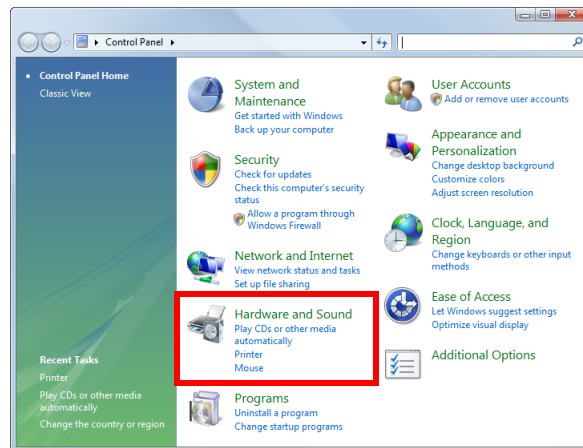 Control Panel
Control Panel Home
Classic View
Recent Tasks
Printer
Play CDs or other media
automatically
Change the country or region
System and
Maintenance
Get started with Windows
Back up your computer
Security
Check for updates
Check this computer's security
status
Allow a program through
Windows Firewall
Network and Internet
View network status and tasks
Set up file sharing
Hardware and Sound
Play CDs or other media
automatically
Printer
Mouse
Programs
Uninstall a program
Change startup programs
User Accounts
Add or remove user accounts
Appearance and
Personalization
Change desktop background
Customize colors
Adjust screen resolution
Clock, Language, and
Region
Change keyboards or other input
methods
Ease of Access
Let Windows suggest settings
Optimize visual display
Additional Options